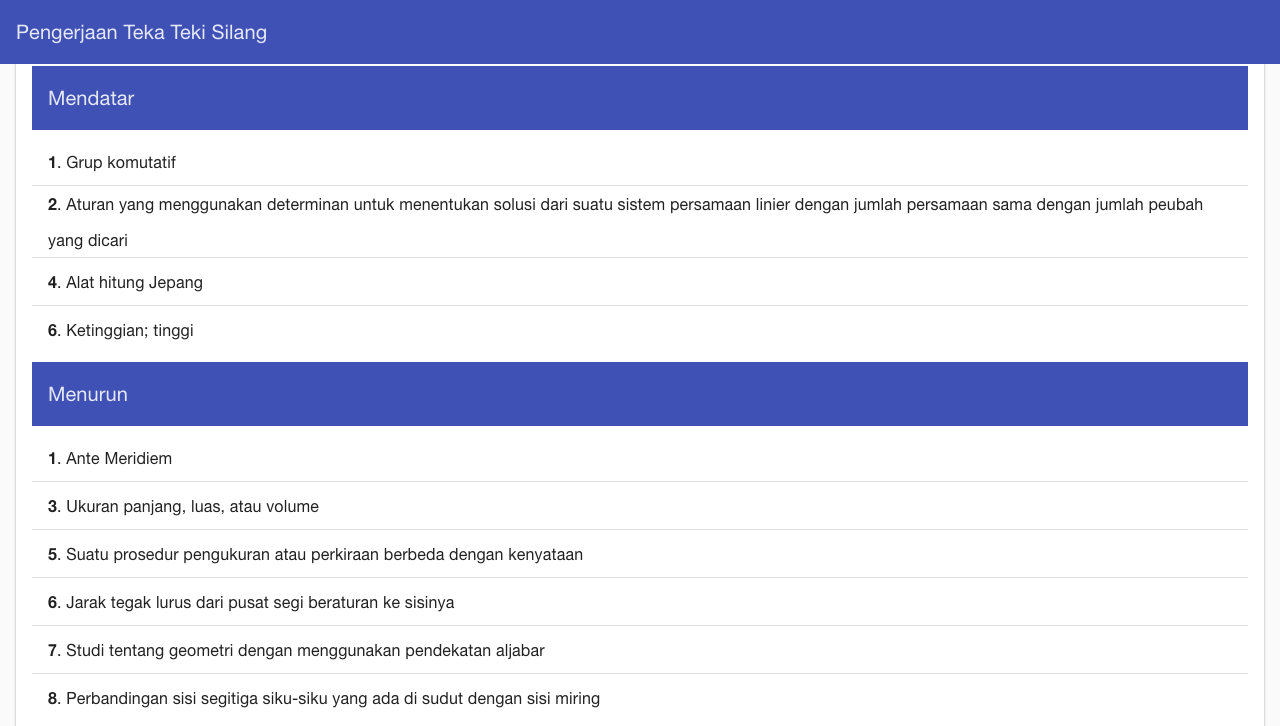 Pengerjaan Teka Teki Silang
Mendatar
1. Grup komutatif
2. Aturan yang menggunakan determinan untuk menentukan solusi dari suatu sistem persamaan linier dengan jumlah persamaan sama dengan jumlah peubah
yang dicari
4. Alat hitung Jepang
6. Ketinggian; tinggi
Menurun
1. Ante Meridiem
3. Ukuran panjang, luas, atau volume
5. Suatu prosedur pengukuran atau perkiraan berbeda dengan kenyataan
6. Jarak tegak lurus dari pusat segi beraturan ke sisinya
7. Studi tentang geometri dengan menggunakan pendekatan aljabar
8. Perbandingan sisi segitiga siku-siku yang ada di sudut dengan sisi miring